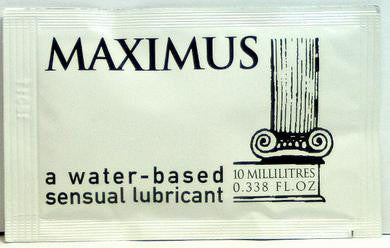 MAXIMUS
a water-based
sensual lubricant
10 MILLILITRES
0.338 FL.OZ